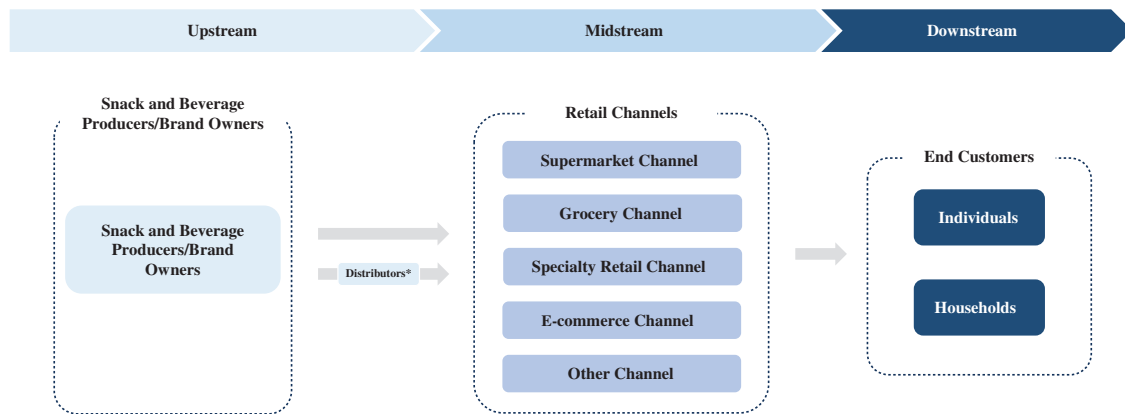 Upstream
Midstream
Downstream
Snack and Beverage
Producers/Brand Owners
Snack and Beverage
Producers/Brand
Owners
Distributors*
Retail Channels
Supermarket Channel
Grocery Channel
Specialty Retail Channel
E-commerce Channel
Other Channel
End Customers
Individuals
Households